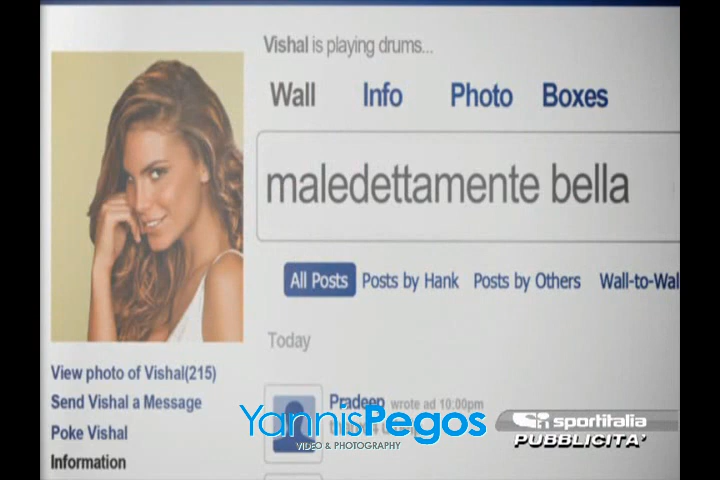 Vishal is playing drums...
Wall Info Photo Boxes
maledettamente bella
All Posts Posts by Hank Posts by Others Wall-to-Wal
Today
View photo of Vishal(215)
Send Vishal a Message
Poke Vishal
Information
Pradeep wrote ad 10:00pm
YannisPegos
VIDEO & PHOTOGRAPHY
sportitalia
PUBBLICITA'